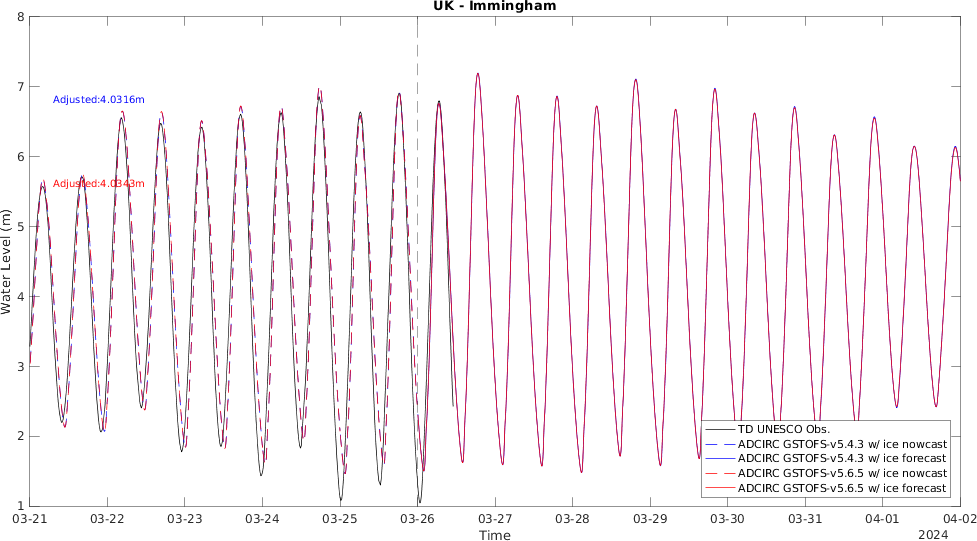 UK - Immingham
8
7
6
5
4
3
2
1
Water Level (m)
Adjusted:4.0316m
Adjusted:4.0343m
TD UNESCO Obs.
ADCIRC GSTOFS-v5.4.3 w/ ice nowcast
ADCIRC GSTOFS-v5.4.3 w/ ice forecast
ADCIRC GSTOFS-v5.6.5 w/ ice nowcast
ADCIRC GSTOFS-v5.6.5 w/ ice forecast
03-21 03-22 03-23 03-24 03-25 03-26 03-27 03-28 03-29 03-30 03-31 04-01 04-02
Time
2024